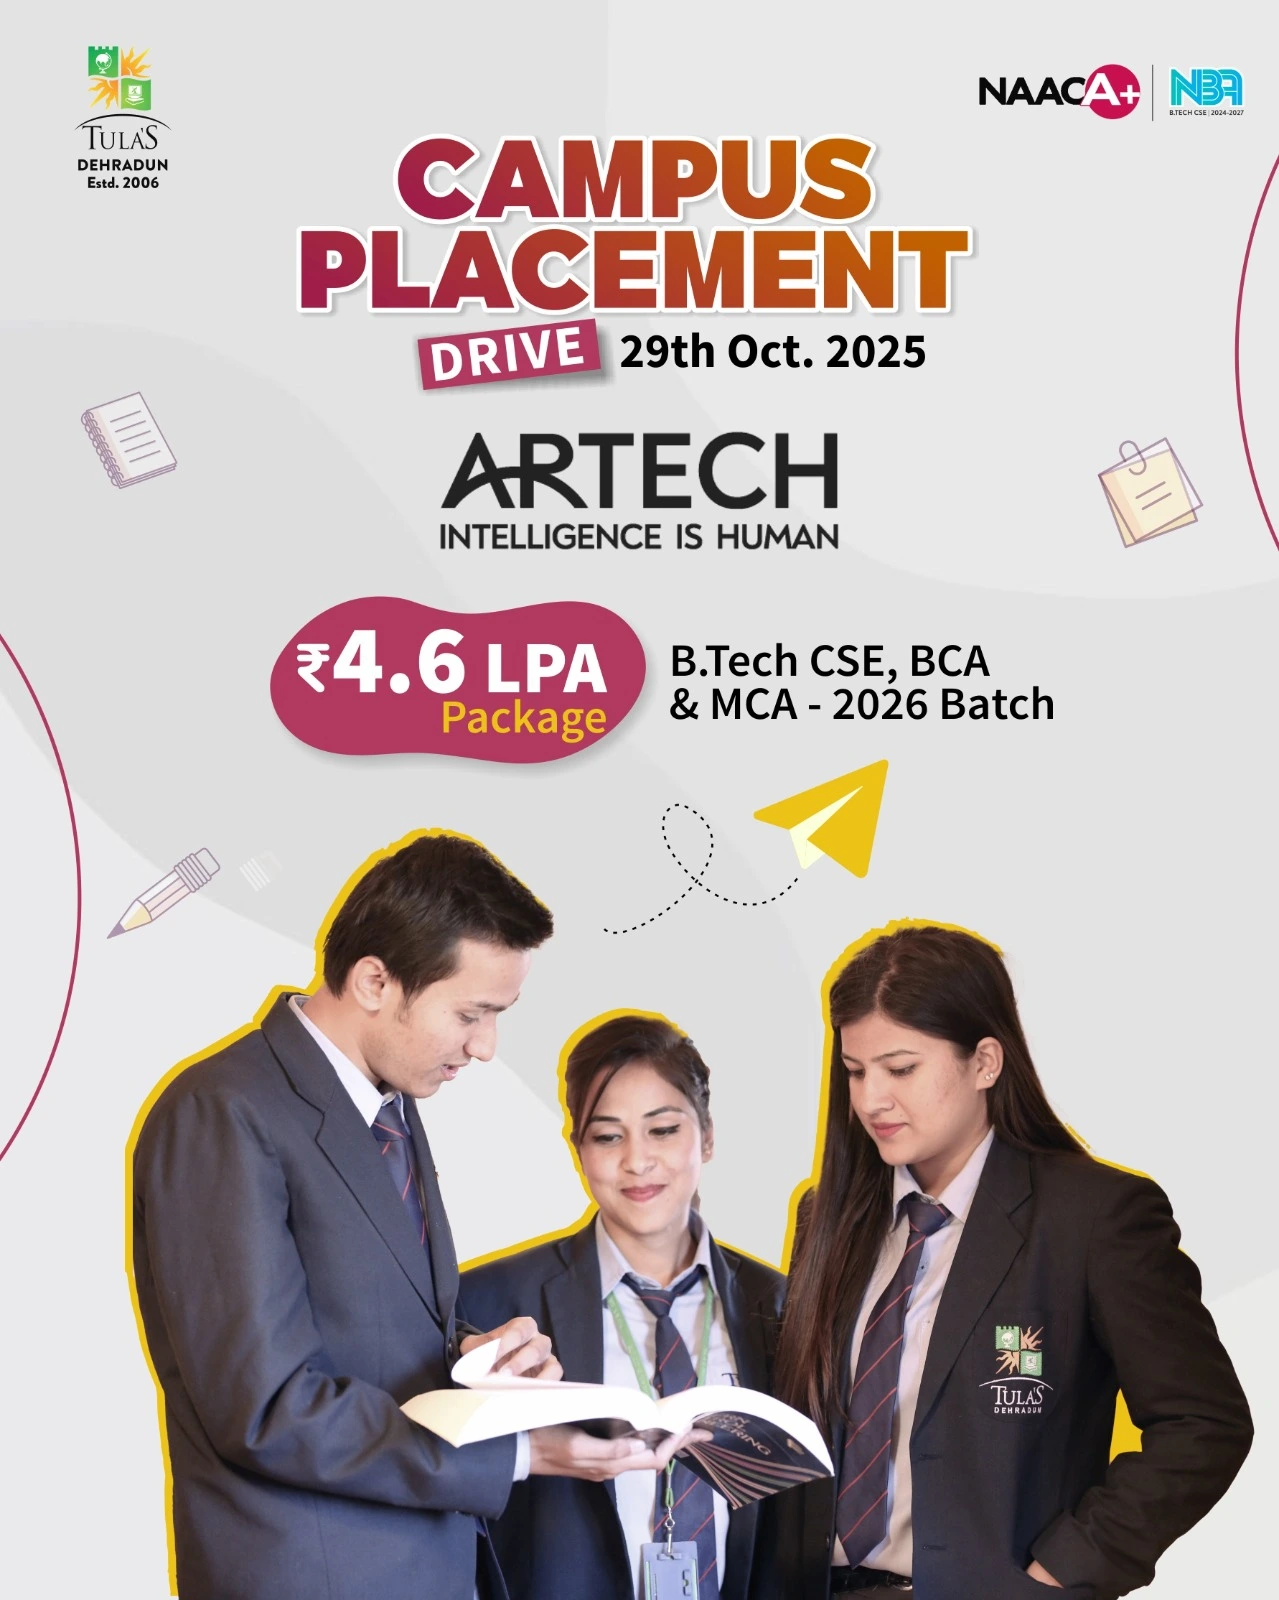 TULA'S
DEHRADUN
Estd. 2006
NAAC A+
NBA
B.TECH CSE | 2024-2027
CAMPUS
PLACEMENT
DRIVE 29th Oct. 2025
ARTECH
INTELLIGENCE IS HUMAN
₹4.6 LPA
Package
B.Tech CSE, BCA
& MCA - 2026 Batch
TULA'S
DEHRADUN